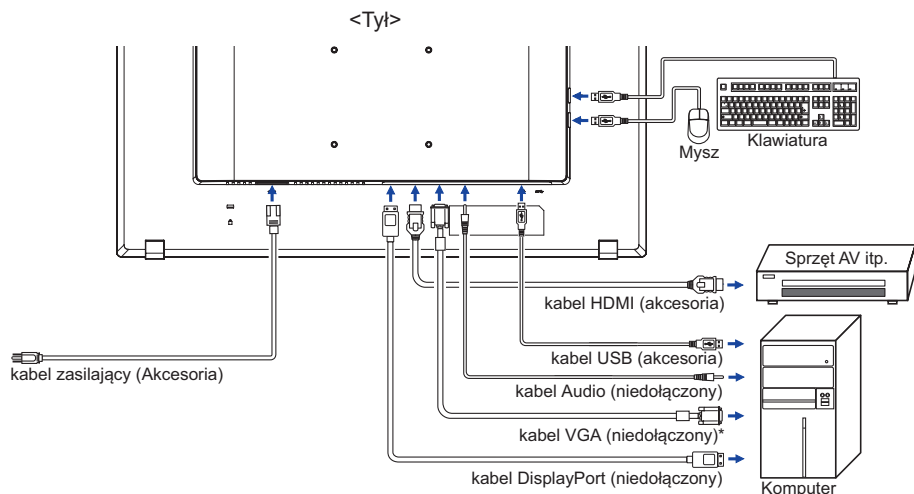 <Tył>
Mysz
Klawiatura
Sprzęt AV itp.
kabel HDMI (akcesoria)
kabel USB (akcesoria)
kabel zasilający (Akcesoria)
kabel Audio (niedołączony)
kabel VGA (niedołączony)*
kabel DisplayPort (niedołączony)
Komputer